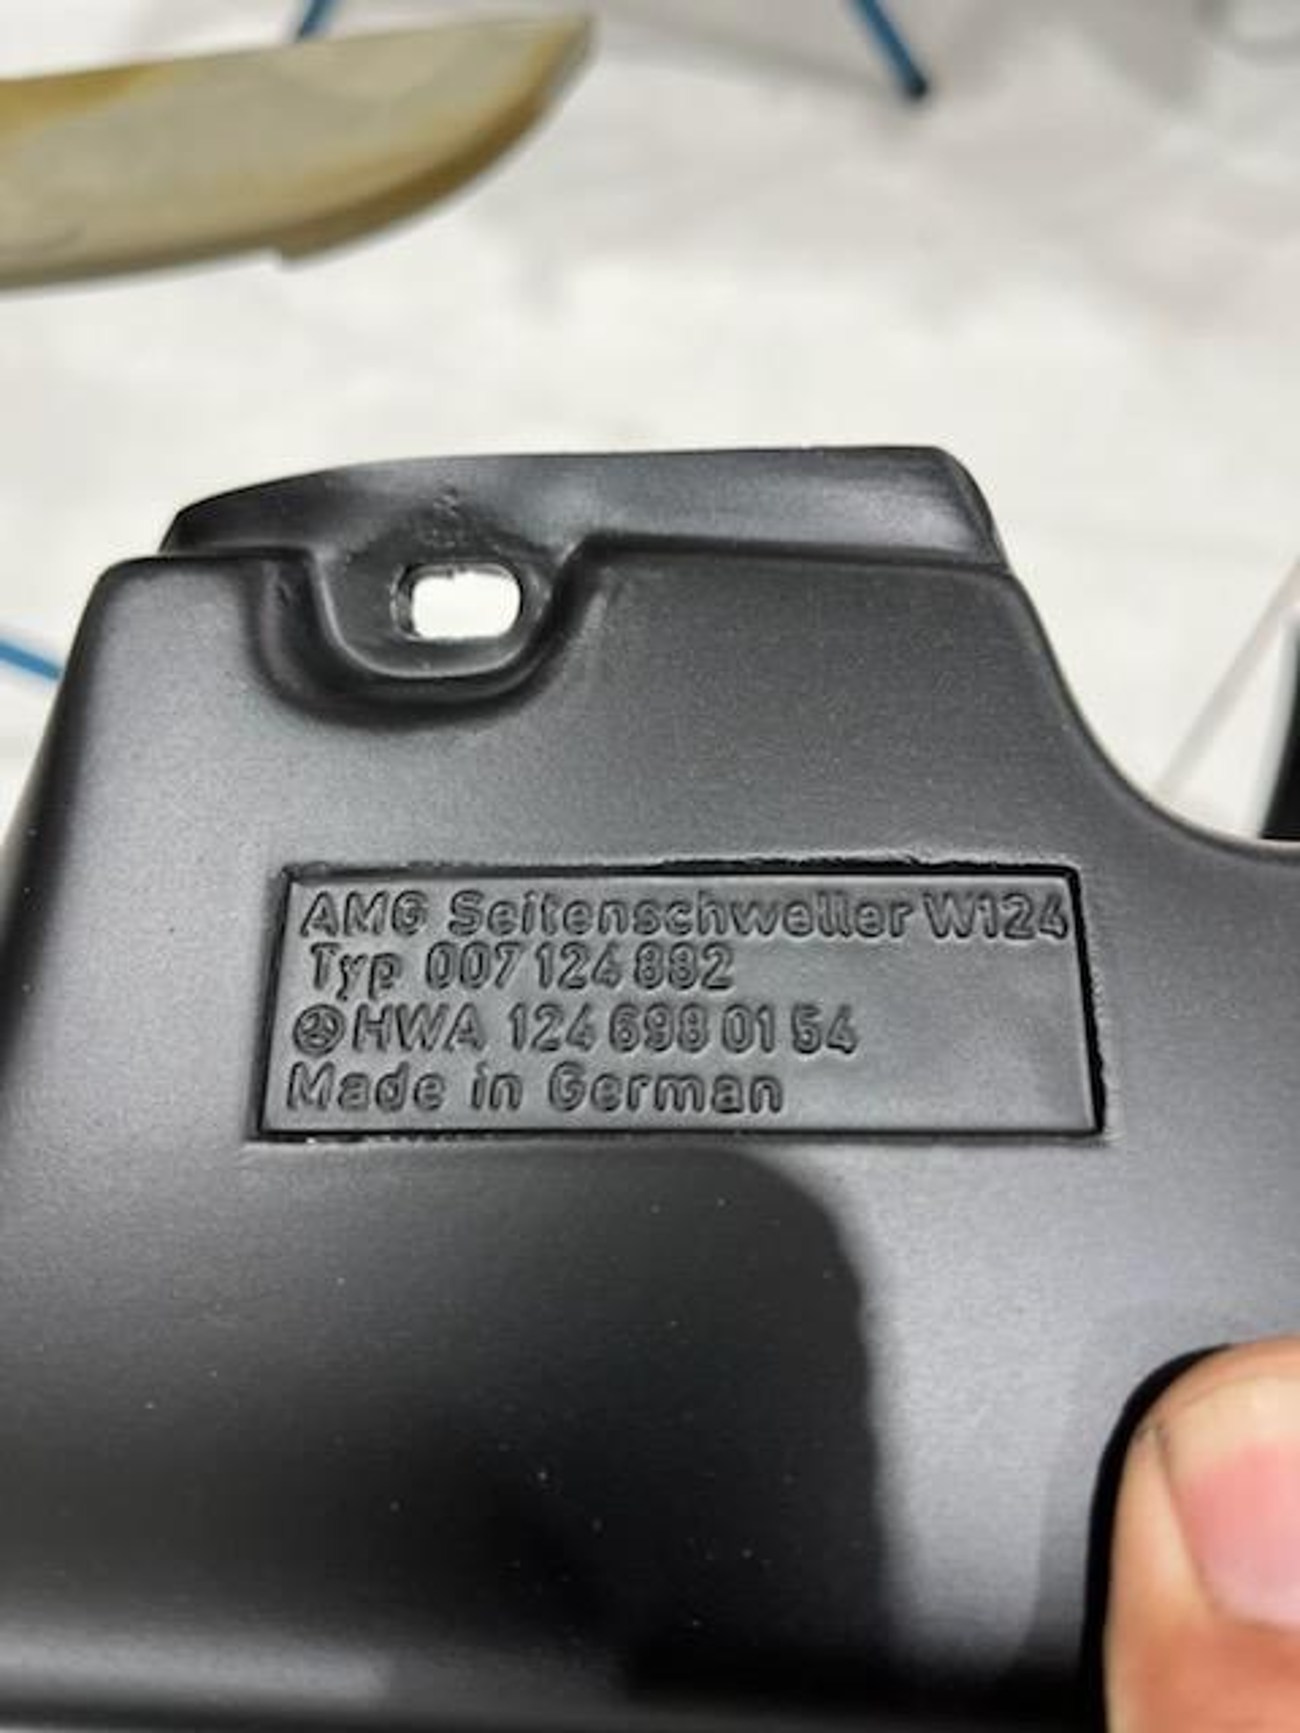 AMG Seitenschweller W124
Typ 007 124 882
HWA 124 698 01 54
Made in German